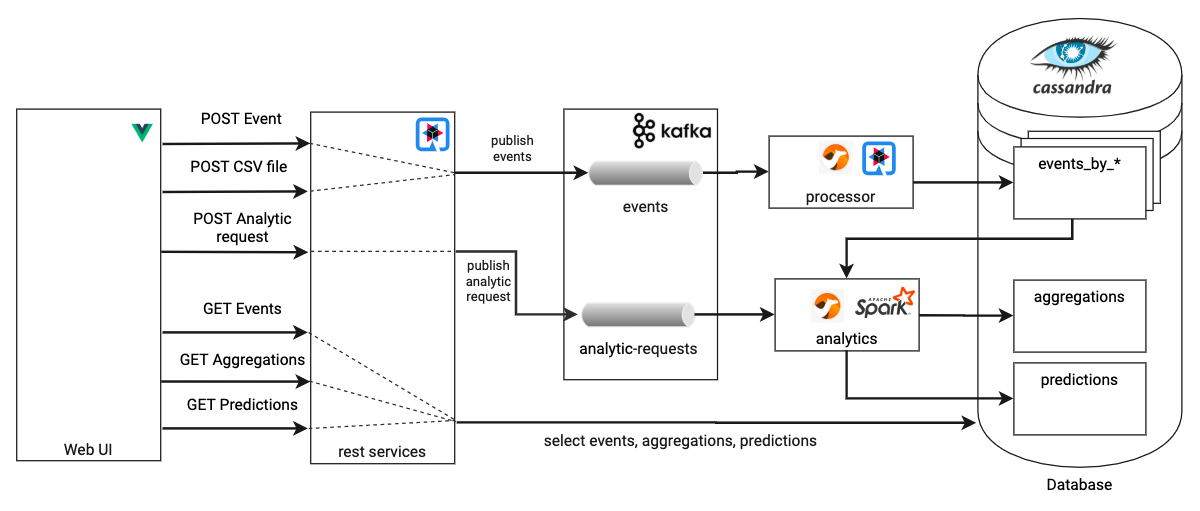 cassandra
POST Event
POST CSV file
POST Analytic
request
GET Events
GET Aggregations
GET Predictions
Web UI
rest services
publish
events
publish
analytic
request
kafka
events
analytic-requests
processor
events_by_*
APACHE
Spark
analytics
aggregations
predictions
select events, aggregations, predictions
Database